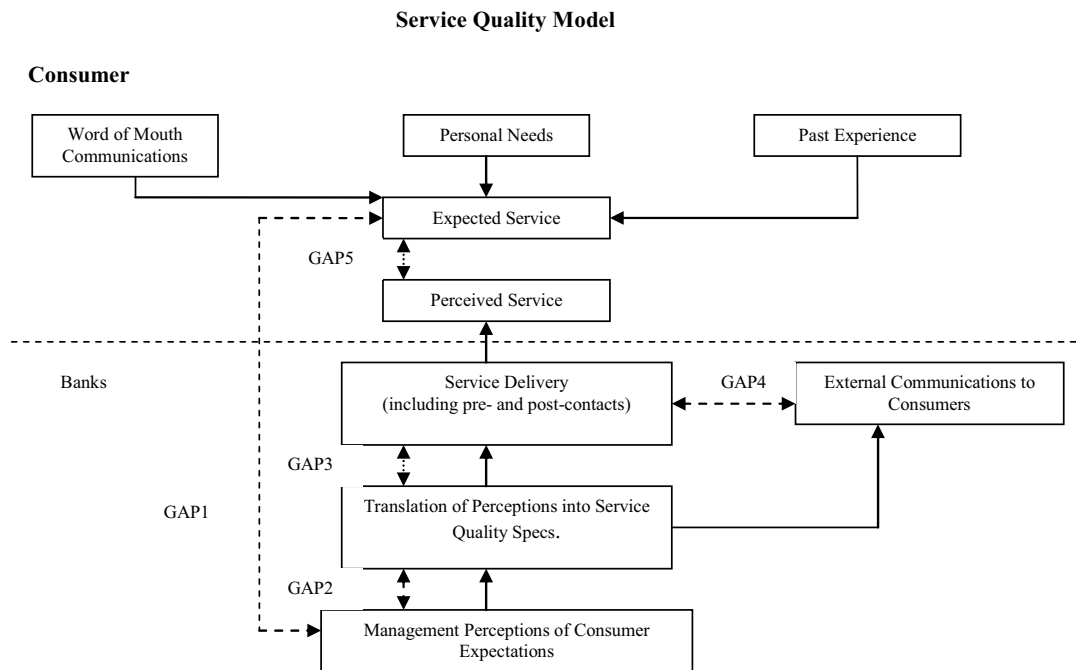 Service Quality Model
Consumer
Word of Mouth
Communications
Personal Needs
Past Experience
Expected Service
GAP5
Perceived Service
Banks
Service Delivery
(including pre- and post-contacts)
GAP4
External Communications to
Consumers
GAP3
Translation of Perceptions into Service
Quality Specs.
GAP1
GAP2
Management Perceptions of Consumer
Expectations